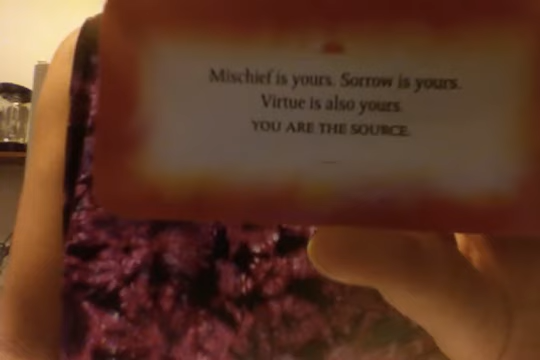 Mischief is yours. Sorrow is yours.
Virtue is also yours
YOU ARE THE SOURCE.